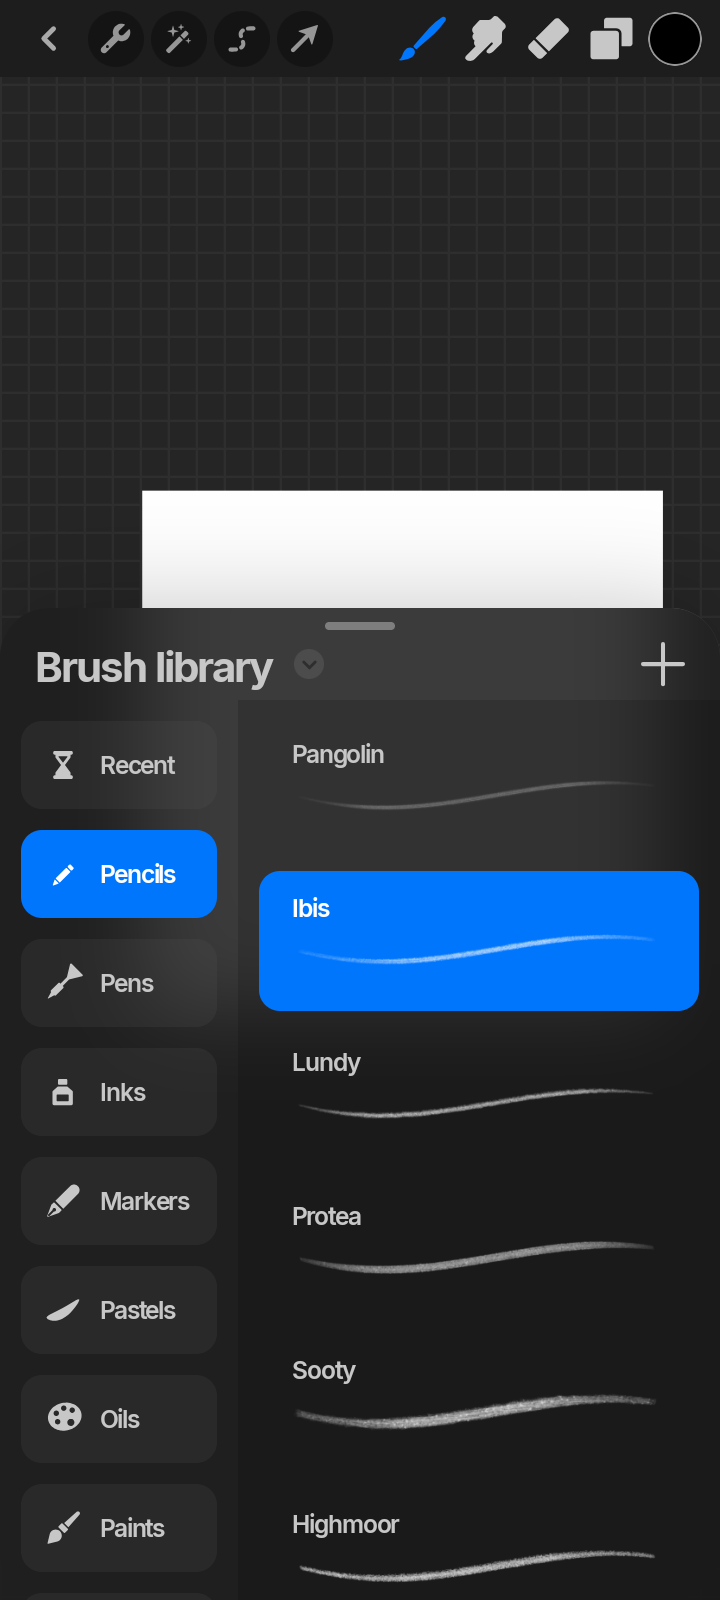 Brush library
Recent
Pencils
Pens
Inks
Markers
Pastels
Oils
Paints
Pangolin
Ibis
Lundy
Protea
Sooty
Highmoor